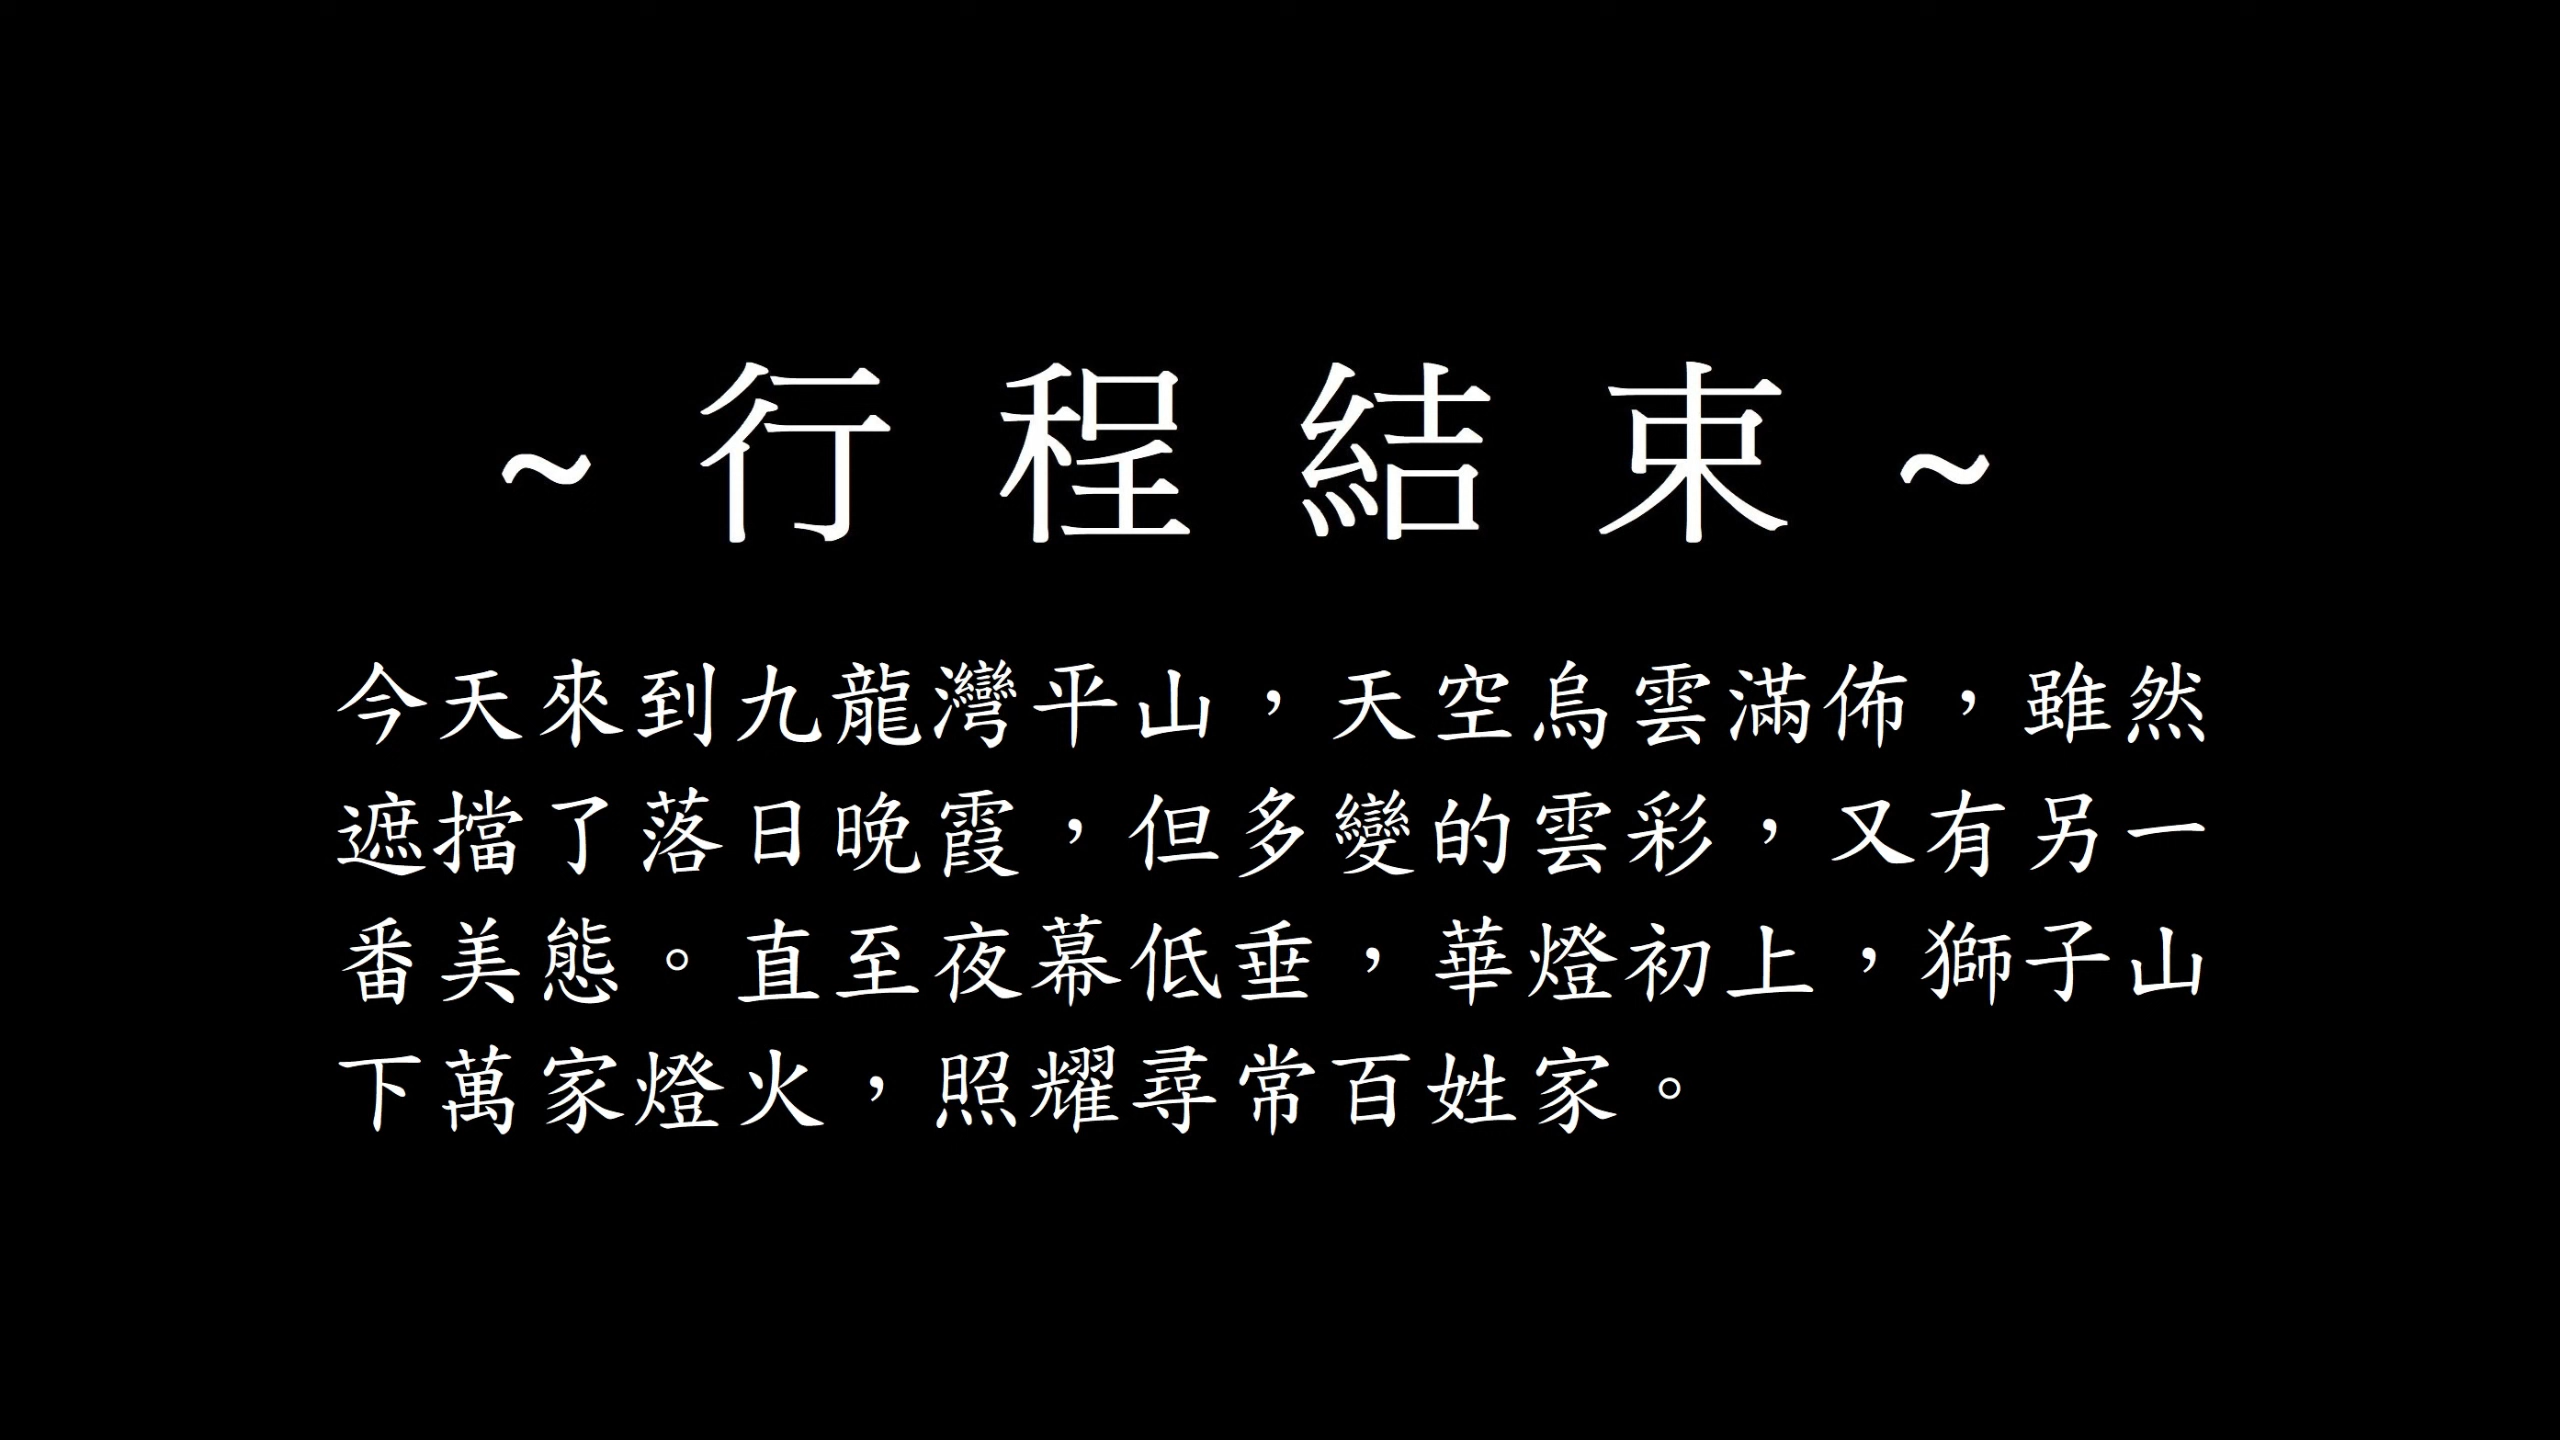 ~ 行 程 結 束 ~
今天來到九龍灣平山，天空烏雲滿佈，雖然
遮擋了落日晚霞，但多變的雲彩，又有另一
番美態。直至夜幕低垂，華燈初上，獅子山
下萬家燈火，照耀尋常百姓家。